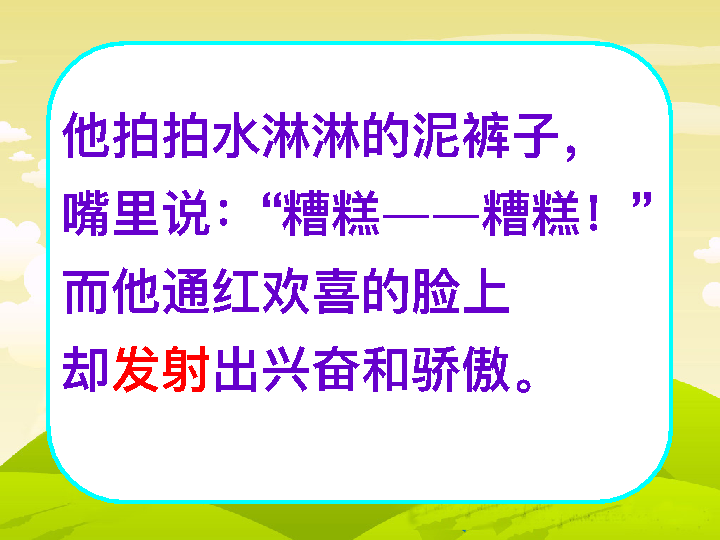 他拍拍水淋淋的泥裤子，
嘴里说：“糟糕——糟糕！”
而他通红欢喜的脸上
却发射出兴奋和骄傲。